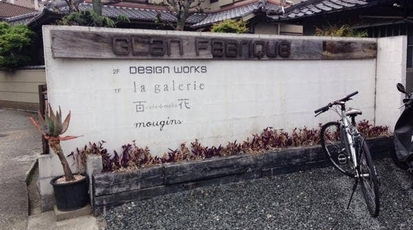 GLAN FABRIQUE
2F DESIGN WORKS
1F la galerie
百花
mougins